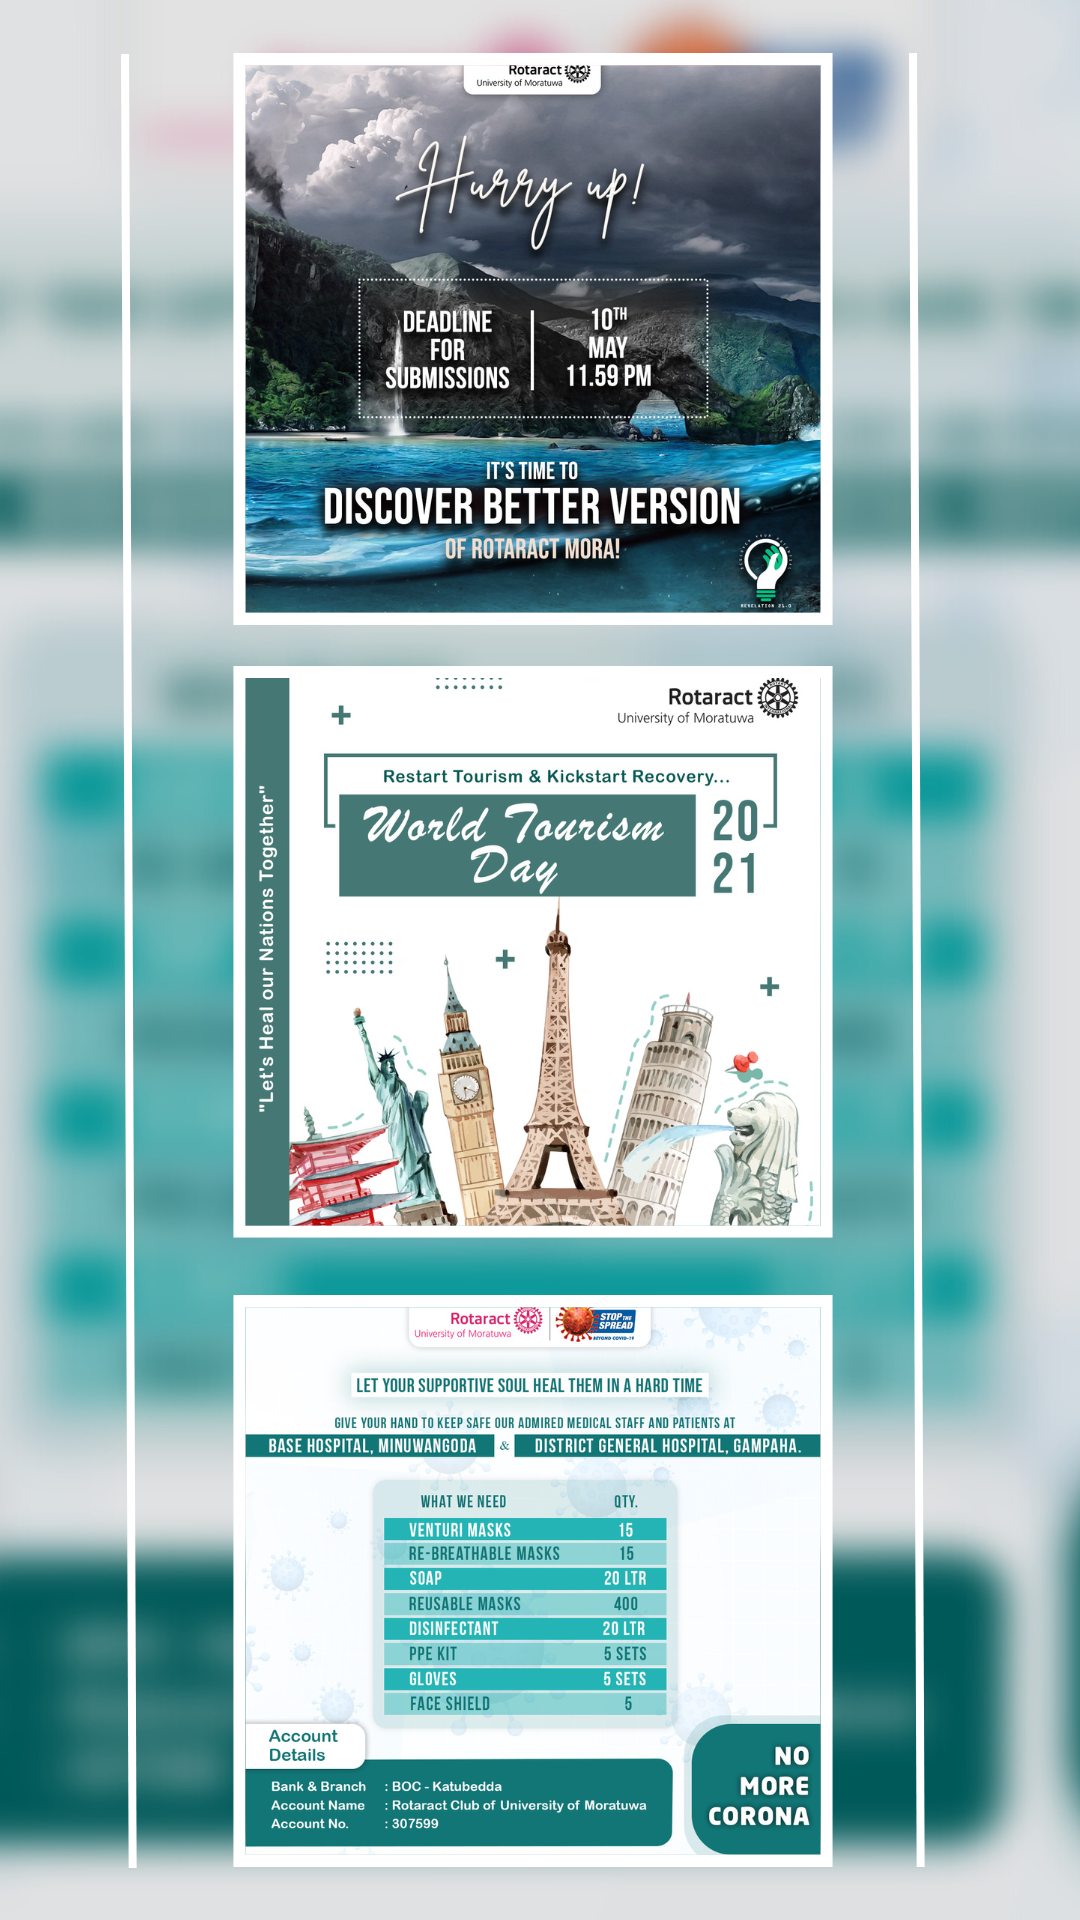 Rotaract
University of Moratuwa
Hurry up!
DEADLINE
FOR
SUBMISSIONS
10TH
MAY
11.59 PM
IT'S TIME TO
DISCOVER BETTER VERSION
OF ROTARACT MORA!
REVELATION 21.0
Rotaract
University of Moratuwa
Restart Tourism & Kickstart Recovery...
World Tourism
Day
20
21
"Let's Heal our Nations Together"
Rotaract
University of Moratuwa
STOP THE
SPREAD
BEYOND COVID-19
LET YOUR SUPPORTIVE SOUL HEAL THEM IN A HARD TIME
GIVE YOUR HAND TO KEEP SAFE OUR ADMIRED MEDICAL STAFF AND PATIENTS AT
BASE HOSPITAL, MINUWANGODA & DISTRICT GENERAL HOSPITAL, GAMPAHA.
WHAT WE NEED QTY.
VENTURI MASKS 15
RE-BREATHABLE MASKS 15
SOAP 20 LTR
REUSABLE MASKS 400
DISINFECTANT 20 LTR
PPE KIT 5 SETS
GLOVES 5 SETS
FACE SHIELD 5
Account
Details
Bank & Branch : BOC - Katubedda
Account Name : Rotaract Club of University of Moratuwa
Account No. : 307599
NO
MORE
CORONA